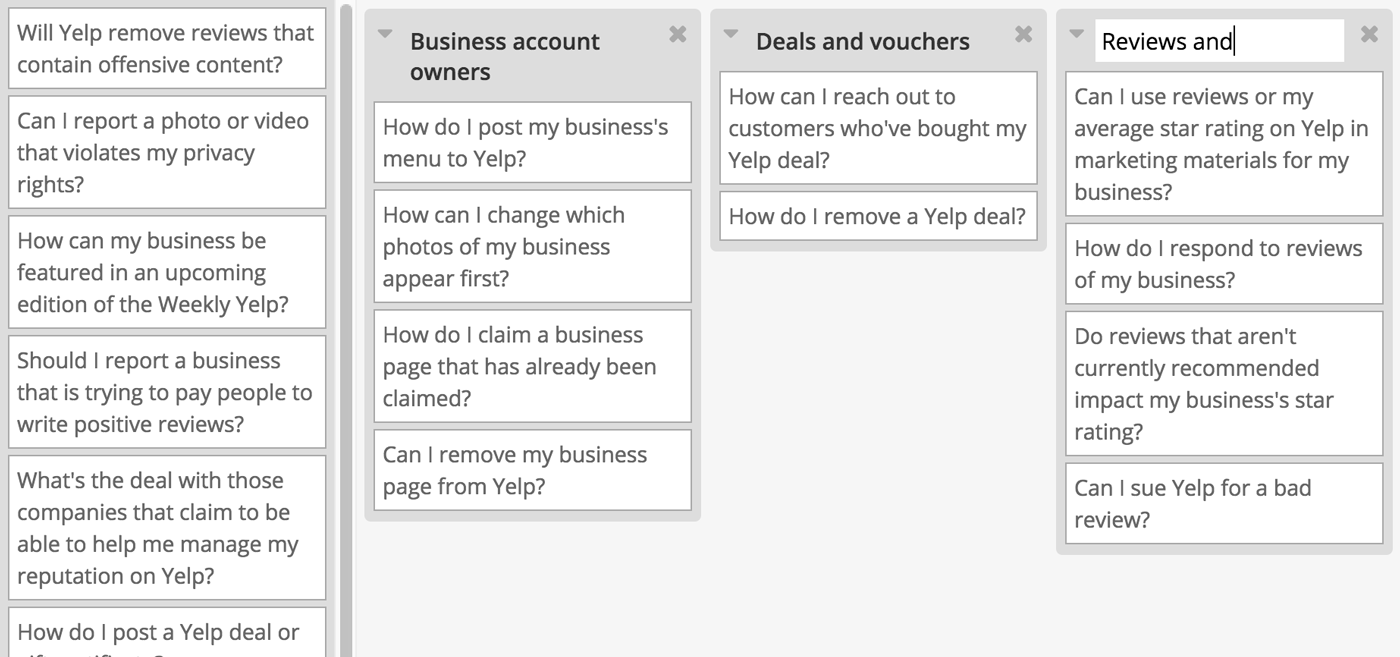 Will Yelp remove reviews that
contain offensive content?
Can I report a photo or video
that violates my privacy
rights?
How can my business be
featured in an upcoming
edition of the Weekly Yelp?
Should I report a business
that is trying to pay people to
write positive reviews?
What's the deal with those
companies that claim to be
able to help me manage my
reputation on Yelp?
How do I post a Yelp deal or
Business account
owners
How do I post my business's
menu to Yelp?
How can I change which
photos of my business
appear first?
How do I claim a business
page that has already been
claimed?
Can I remove my business
page from Yelp?
Deals and vouchers
How can I reach out to
customers who've bought my
Yelp deal?
How do I remove a Yelp deal?
Reviews and
Can I use reviews or my
average star rating on Yelp in
marketing materials for my
business?
How do I respond to reviews
of my business?
Do reviews that aren't
currently recommended
impact my business's star
rating?
Can I sue Yelp for a bad
review?